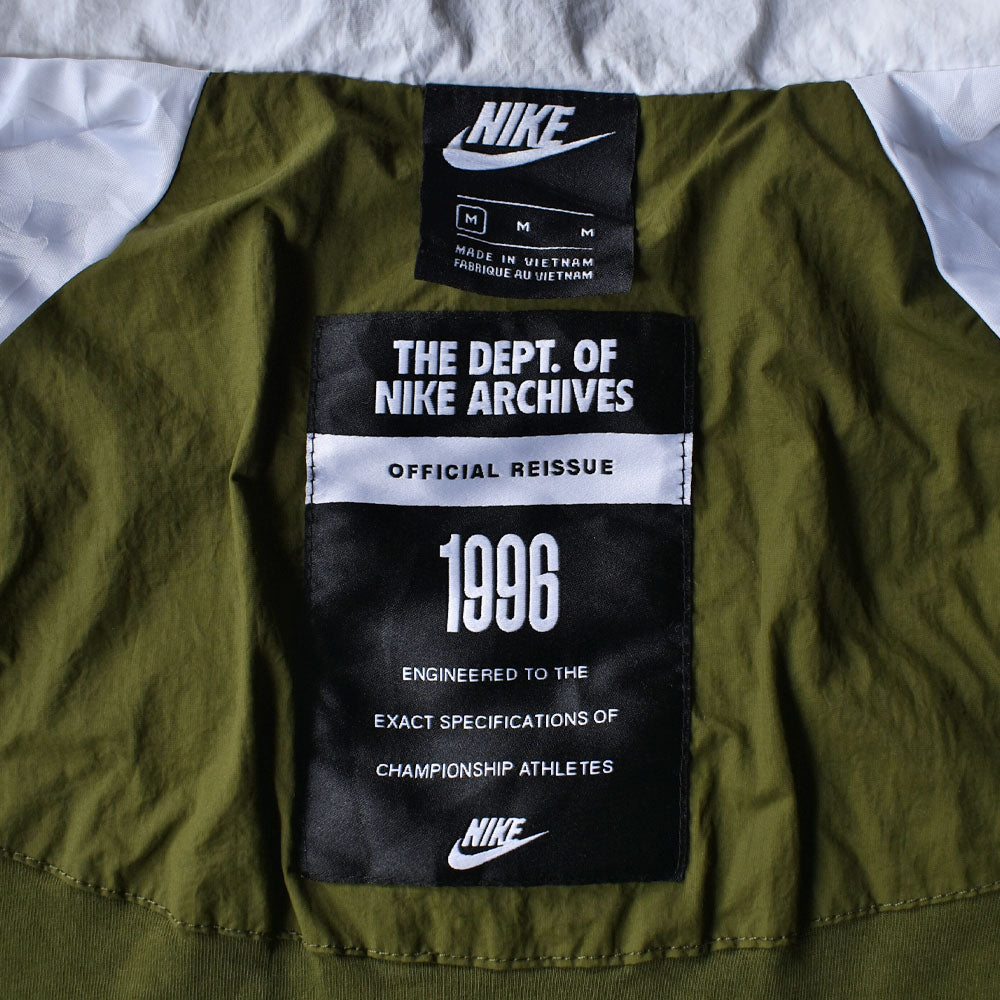 NIKE
M M M
MADE IN VIETNAM
FABRIQUE AU VIETNAM
THE DEPT. OF
NIKE ARCHIVES
OFFICIAL REISSUE
1996
ENGINEERED TO THE
EXACT SPECIFICATIONS OF
CHAMPIONSHIP ATHLETES
NIKE